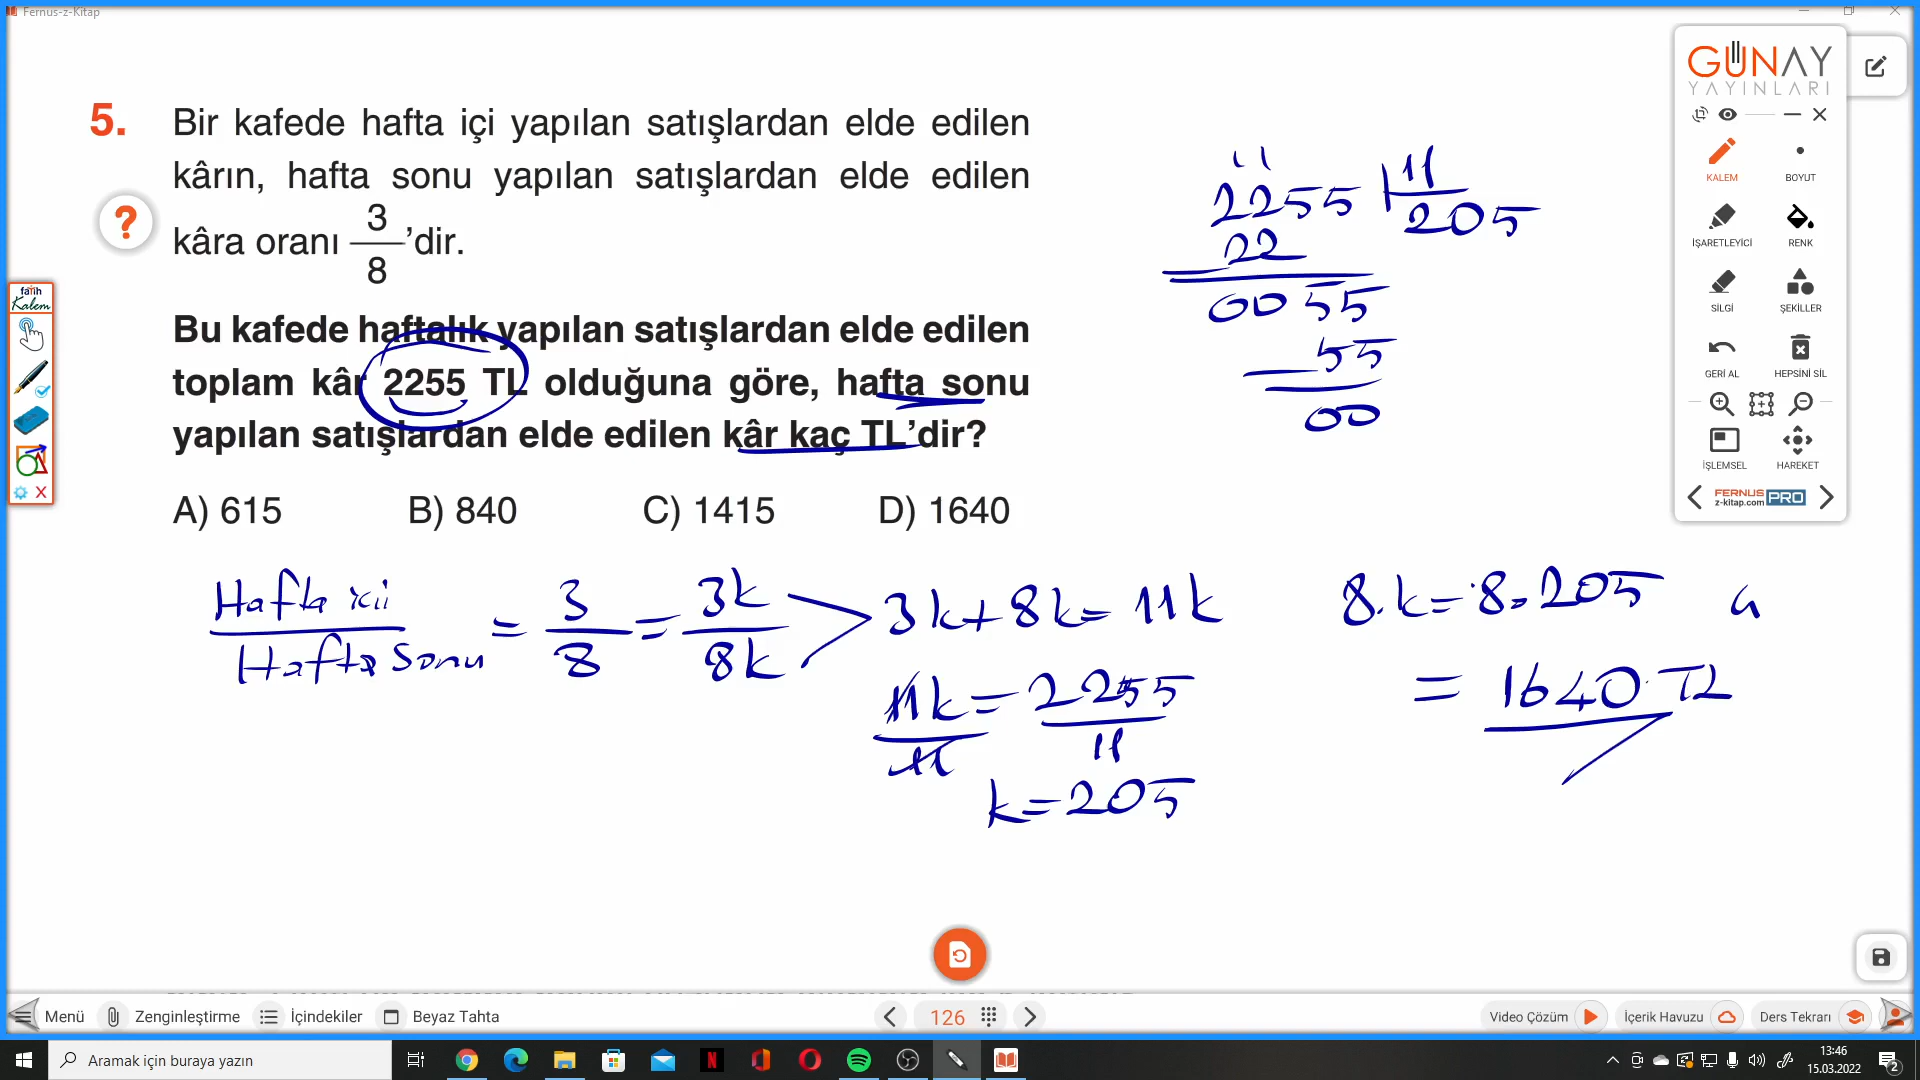 Fernus-z-Kitap
5. Bir kafede hafta içi yapılan satışlardan elde edilen
kârın, hafta sonu yapılan satışlardan elde edilen
kâra oranı 3/8'dir.
Bu kafede haftalık yapılan satışlardan elde edilen
toplam kâr 2255 TL olduğuna göre, hafta sonu
yapılan satışlardan elde edilen kâr kaç TL'dir?
A) 615 B) 840 C) 1415 D) 1640
2255 | 11
205
22
0055
55
00
Hafta içi / Hafta Sonu = 3/8 = 3k/8k
3k+8k=11k
11k/11 = 2255/11
k=205
8.k=8.205
= 1640 TL
GÜNAY
YAYINLARI
KALEM
BOYUT
İŞARETLEYİCİ
RENK
SİLGİ
ŞEKİLLER
GERİ AL
HEPSİNİ SİL
İŞLEMSEL
HAREKET
FERNUS
z-kitap.com PRO
fatih
Kalem
Menü
Zenginleştirme
İçindekiler
Beyaz Tahta
126
Video Çözüm
İçerik Havuzu
Ders Tekrarı
Aramak için buraya yazın
13:46
15.03.2022
2